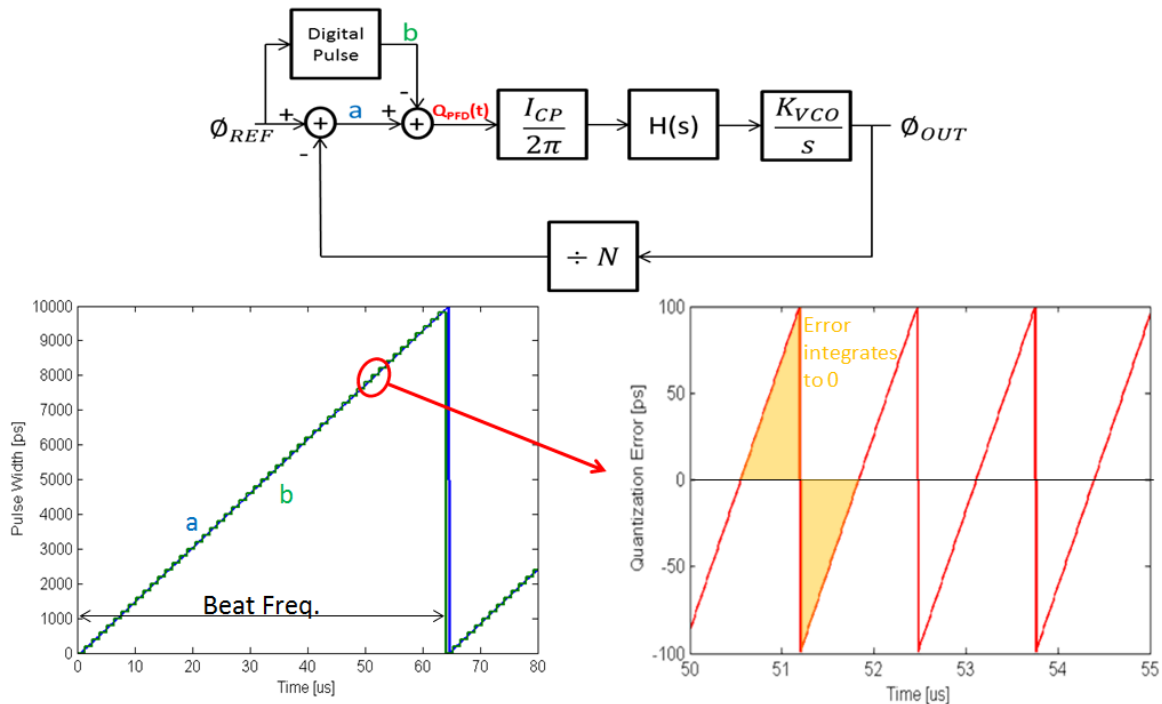 Digital
Pulse
b
+
a
+
-
Q_PFD(t)
Ø_REF
+
-
+
I_CP
2π
H(s)
K_VCO
s
Ø_OUT
÷ N
10000
9000
8000
7000
6000
5000
4000
3000
2000
1000
0
Pulse Width [ps]
a
b
Beat Freq.
0 10 20 30 40 50 60 70 80
Time [us]
100
50
0
-50
-100
Quantization Error [ps]
Error
integrates
to 0
50 51 52 53 54 55
Time [us]